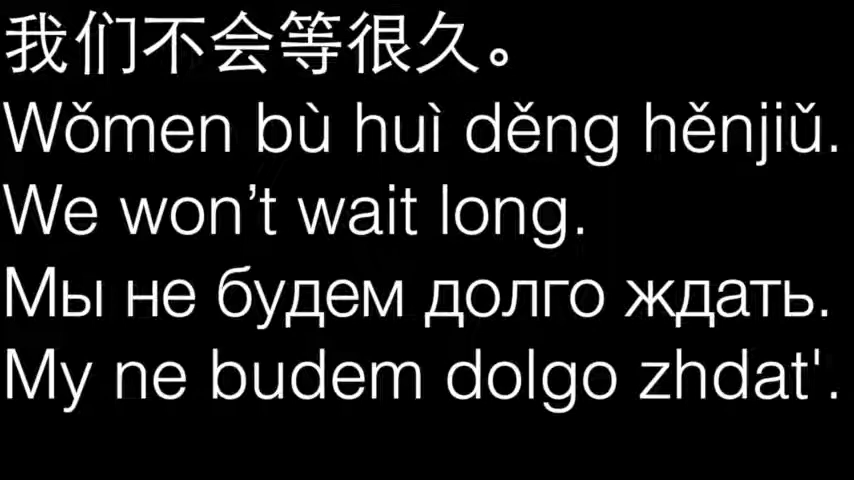 我们不会等很久。
Wǒmen bù huì děng hěnjiǔ.
We won’t wait long.
Мы не будем долго ждать.
My ne budem dolgo zhdat'.